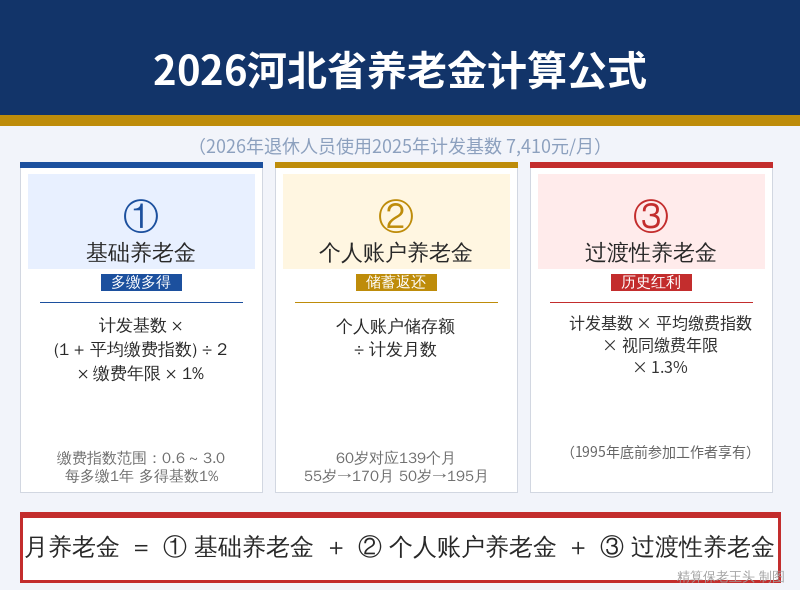 2026河北省养老金计算公式
（2026年退休人员使用2025年计发基数 7,410元/月）
①
基础养老金
多缴多得
计发基数 ×
(1 + 平均缴费指数) ÷ 2
× 缴费年限 × 1%
缴费指数范围：0.6 ~ 3.0
每多缴1年 多得基数1%
②
个人账户养老金
储蓄返还
个人账户储存额
÷ 计发月数
60岁对应139个月
55岁→170月 50岁→195月
③
过渡性养老金
历史红利
计发基数 × 平均缴费指数
× 视同缴费年限
× 1.3%
（1995年底前参加工作者享有）
月养老金 = ① 基础养老金 + ② 个人账户养老金 + ③ 过渡性养老金
精算保老王头 制图